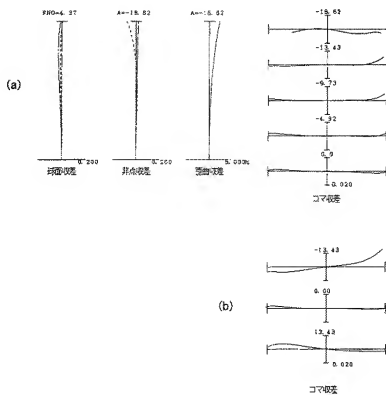 FNO=4.37
A=-18.62
A=-18.62
-18.62
-13.43
-9.73
-4.92
0.0
(a)
0.200
0.200
5.000%
0.020
球面収差
非点収差
歪曲収差
コマ収差
-13.43
(b)
0.00
13.43
0.020
コマ収差